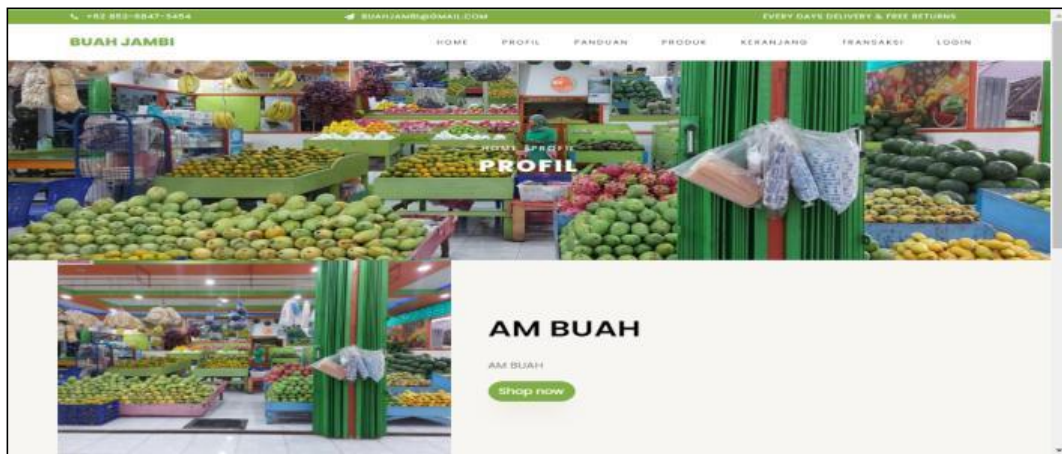 +62 853-6847-5454 BUAHJAMBI@GMAIL.COM EVERY DAYS DELIVERY & FREE RETURNS
BUAH JAMBI HOME PROFIL PANDUAN PRODUK KERANJANG TRANSAKSI LOGIN
HOME &PROFIL
PROFIL
AM BUAH
AM BUAH
Shop now